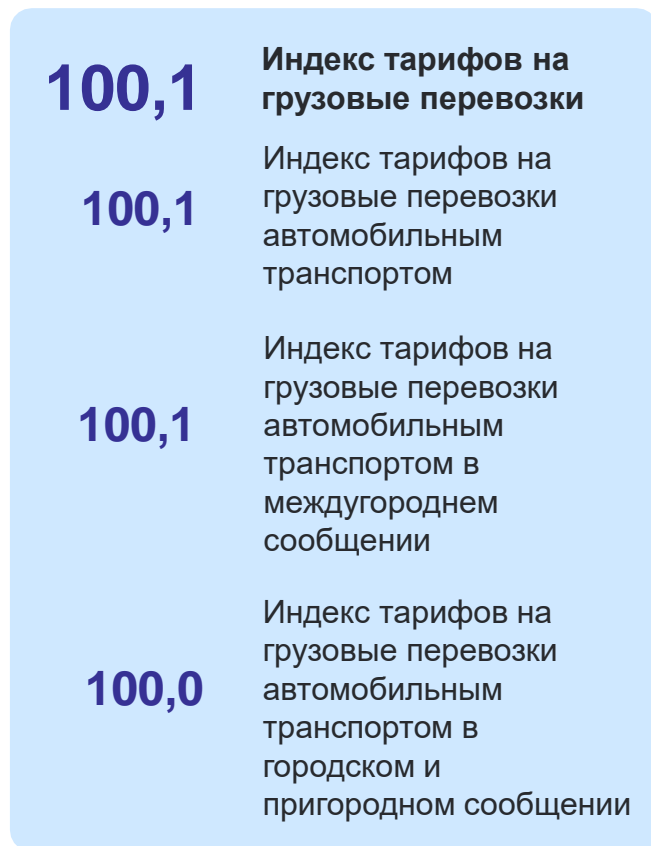 100,1
Индекс тарифов на
грузовые перевозки
100,1
Индекс тарифов на
грузовые перевозки
автомобильным
транспортом
100,1
Индекс тарифов на
грузовые перевозки
автомобильным
транспортом в
междугороднем
сообщении
100,0
Индекс тарифов на
грузовые перевозки
автомобильным
транспортом в
городском и
пригородном сообщении